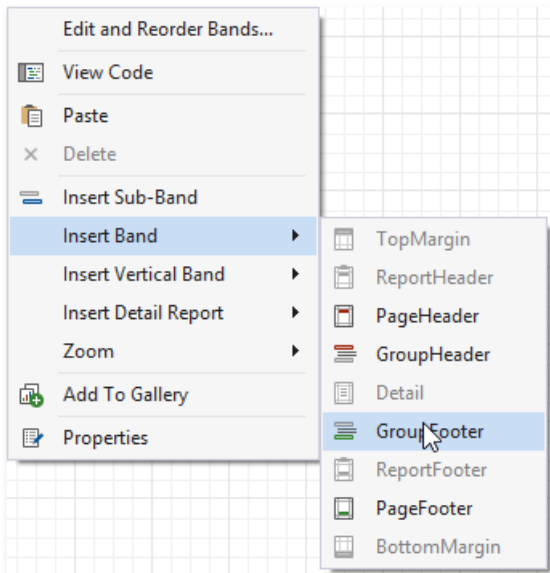 Edit and Reorder Bands...
View Code
Paste
Delete
Insert Sub-Band
Insert Band
Insert Vertical Band
Insert Detail Report
Zoom
Add To Gallery
Properties
TopMargin
ReportHeader
PageHeader
GroupHeader
Detail
GroupFooter
ReportFooter
PageFooter
BottomMargin